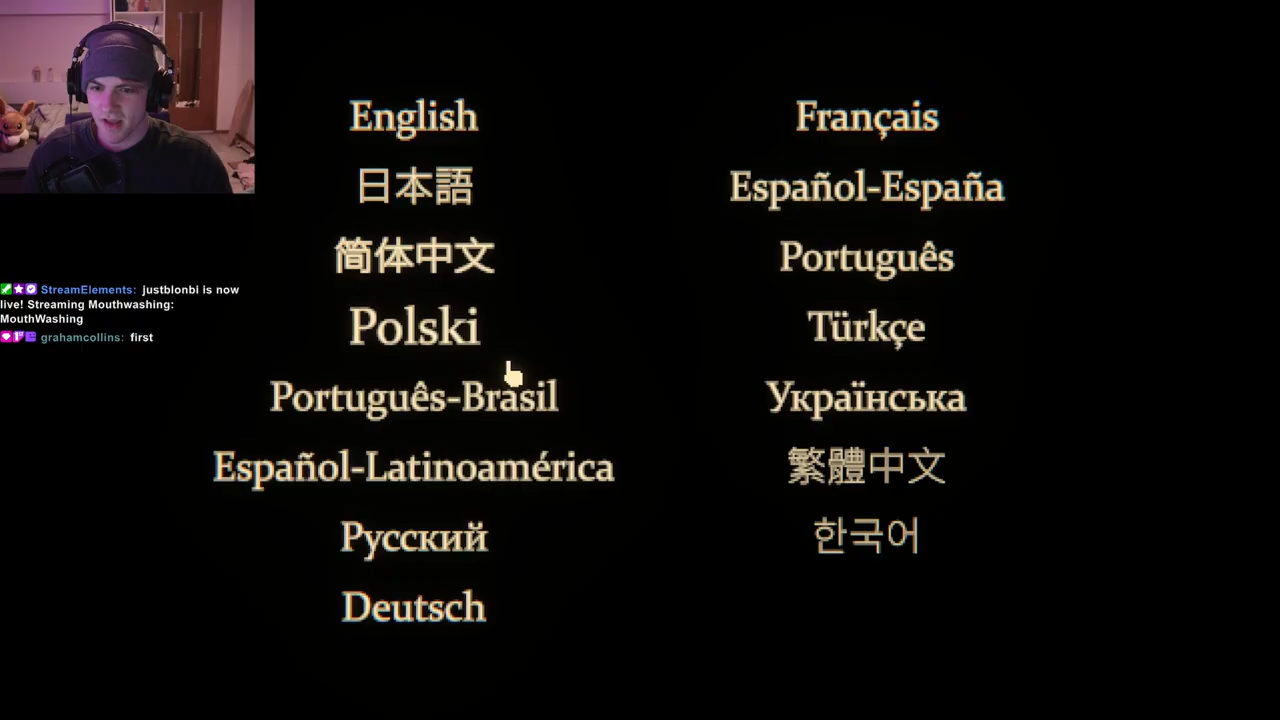 English
日本語
简体中文
Polski
Português-Brasil
Español-Latinoamérica
Русский
Deutsch
Français
Español-España
Português
Türkçe
Українська
繁體中文
한국어
StreamElements: justblonbi is now
live! Streaming Mouthwashing:
MouthWashing
grahamcollins: first